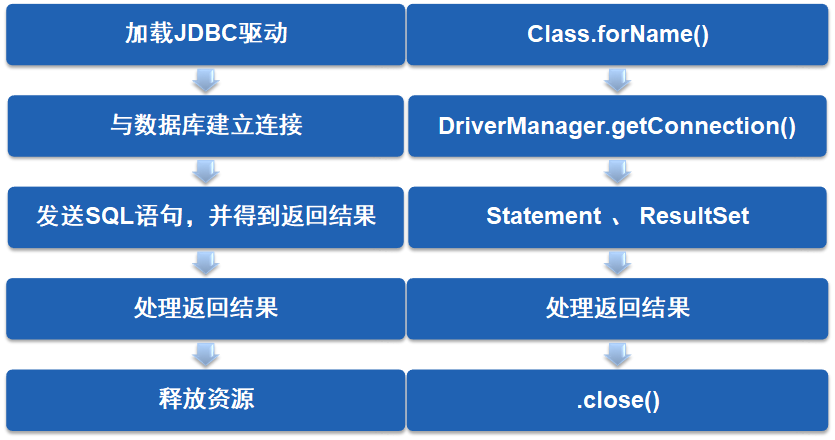 加载JDBC驱动
Class.forName()
与数据库建立连接
DriverManager.getConnection()
发送SQL语句，并得到返回结果
Statement 、 ResultSet
处理返回结果
处理返回结果
释放资源
.close()